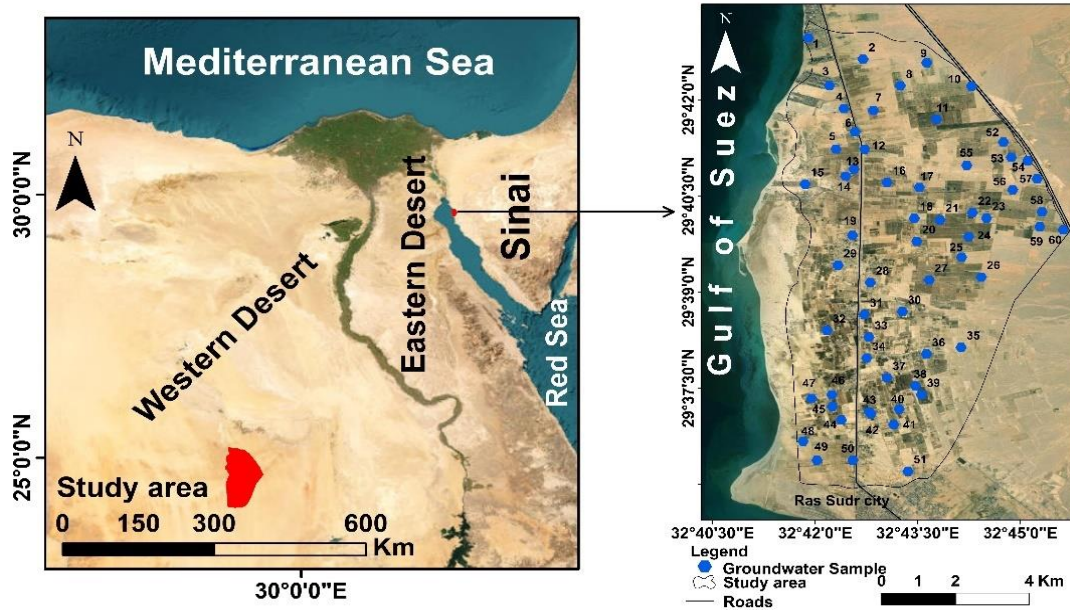 Mediterranean Sea
N
30°0'0"N
25°0'0"N
Western Desert
Eastern Desert
Sinai
Red Sea
Study area
0 150 300 600
Km
30°0'0"E
N
Gulf of Suez
29°42'0"N
29°40'30"N
29°39'0"N
29°37'30"N
1
2
9
3
8
10
4
7
11
6
5
12
52
53
54
55
13
14
15
16
17
56
57
18
21
22
23
58
19
20
24
59
60
25
29
28
27
26
31
30
32
33
34
36
35
37
38
39
47
46
45
43
40
44
42
41
48
49
50
51
Ras Sudr city
32°40'30"E 32°42'0"E 32°43'30"E 32°45'0"E
Legend
Groundwater Sample
Study area
Roads
0 1 2 4 Km